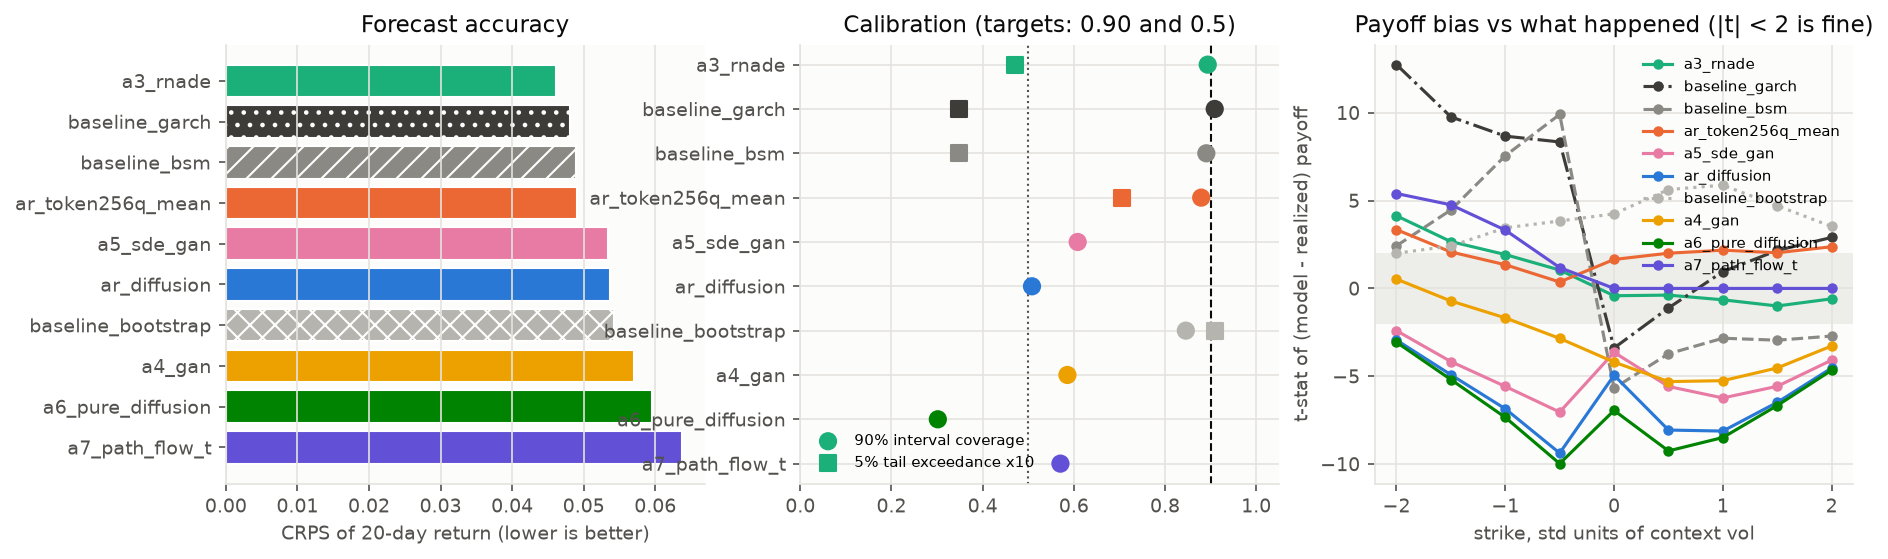 Forecast accuracy
a3_rnade
baseline_garch
baseline_bsm
ar_token256q_mean
a5_sde_gan
ar_diffusion
baseline_bootstrap
a4_gan
a6_pure_diffusion
a7_path_flow_t
0.00 0.01 0.02 0.03 0.04 0.05 0.06
CRPS of 20-day return (lower is better)
Calibration (targets: 0.90 and 0.5)
a3_rnade
baseline_garch
baseline_bsm
ar_token256q_mean
a5_sde_gan
ar_diffusion
baseline_bootstrap
a4_gan
a6_pure_diffusion
a7_path_flow_t
90% interval coverage
5% tail exceedance x10
0.0 0.2 0.4 0.6 0.8 1.0
Payoff bias vs what happened (|t| < 2 is fine)
t-stat of (model - realized) payoff
10
5
0
−5
−10
a3_rnade
baseline_garch
baseline_bsm
ar_token256q_mean
a5_sde_gan
ar_diffusion
baseline_bootstrap
a4_gan
a6_pure_diffusion
a7_path_flow_t
−2 −1 0 1 2
strike, std units of context vol